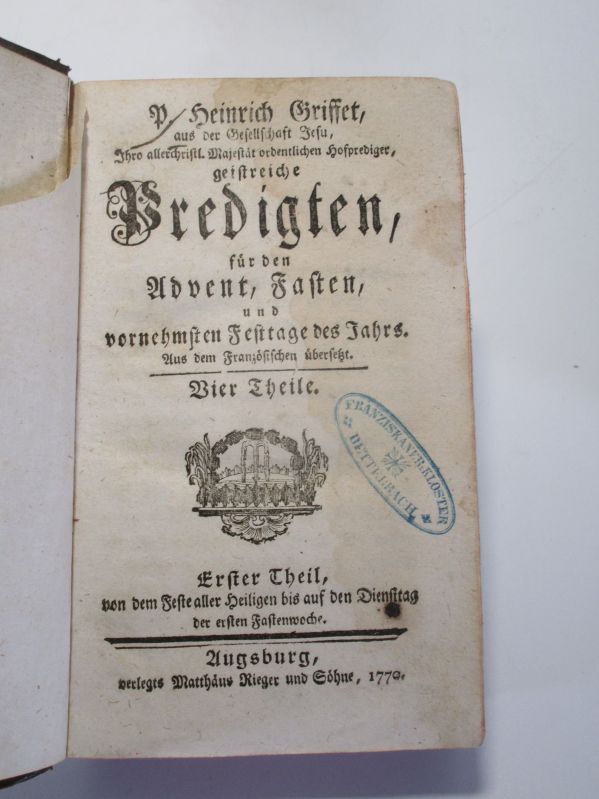 P. Heinrich Griffet,
aus der Gesellschaft Jesu,
Ihro allerchristl. Majestät ordentlichen Hofprediger,
geistreiche
Predigten,
für den
Advent, Fasten,
und
vornehmsten Festtage des Jahrs.
Aus dem Französischen übersetzt.
Vier Theile.
FRANZISKANER-KLOSTER
DETTELBACH
Erster Theil,
von dem Feste aller Heiligen bis auf den Dienstag
der ersten Fastenwoche.
Augsburg,
verlegts Matthäus Rieger und Söhne, 1770.